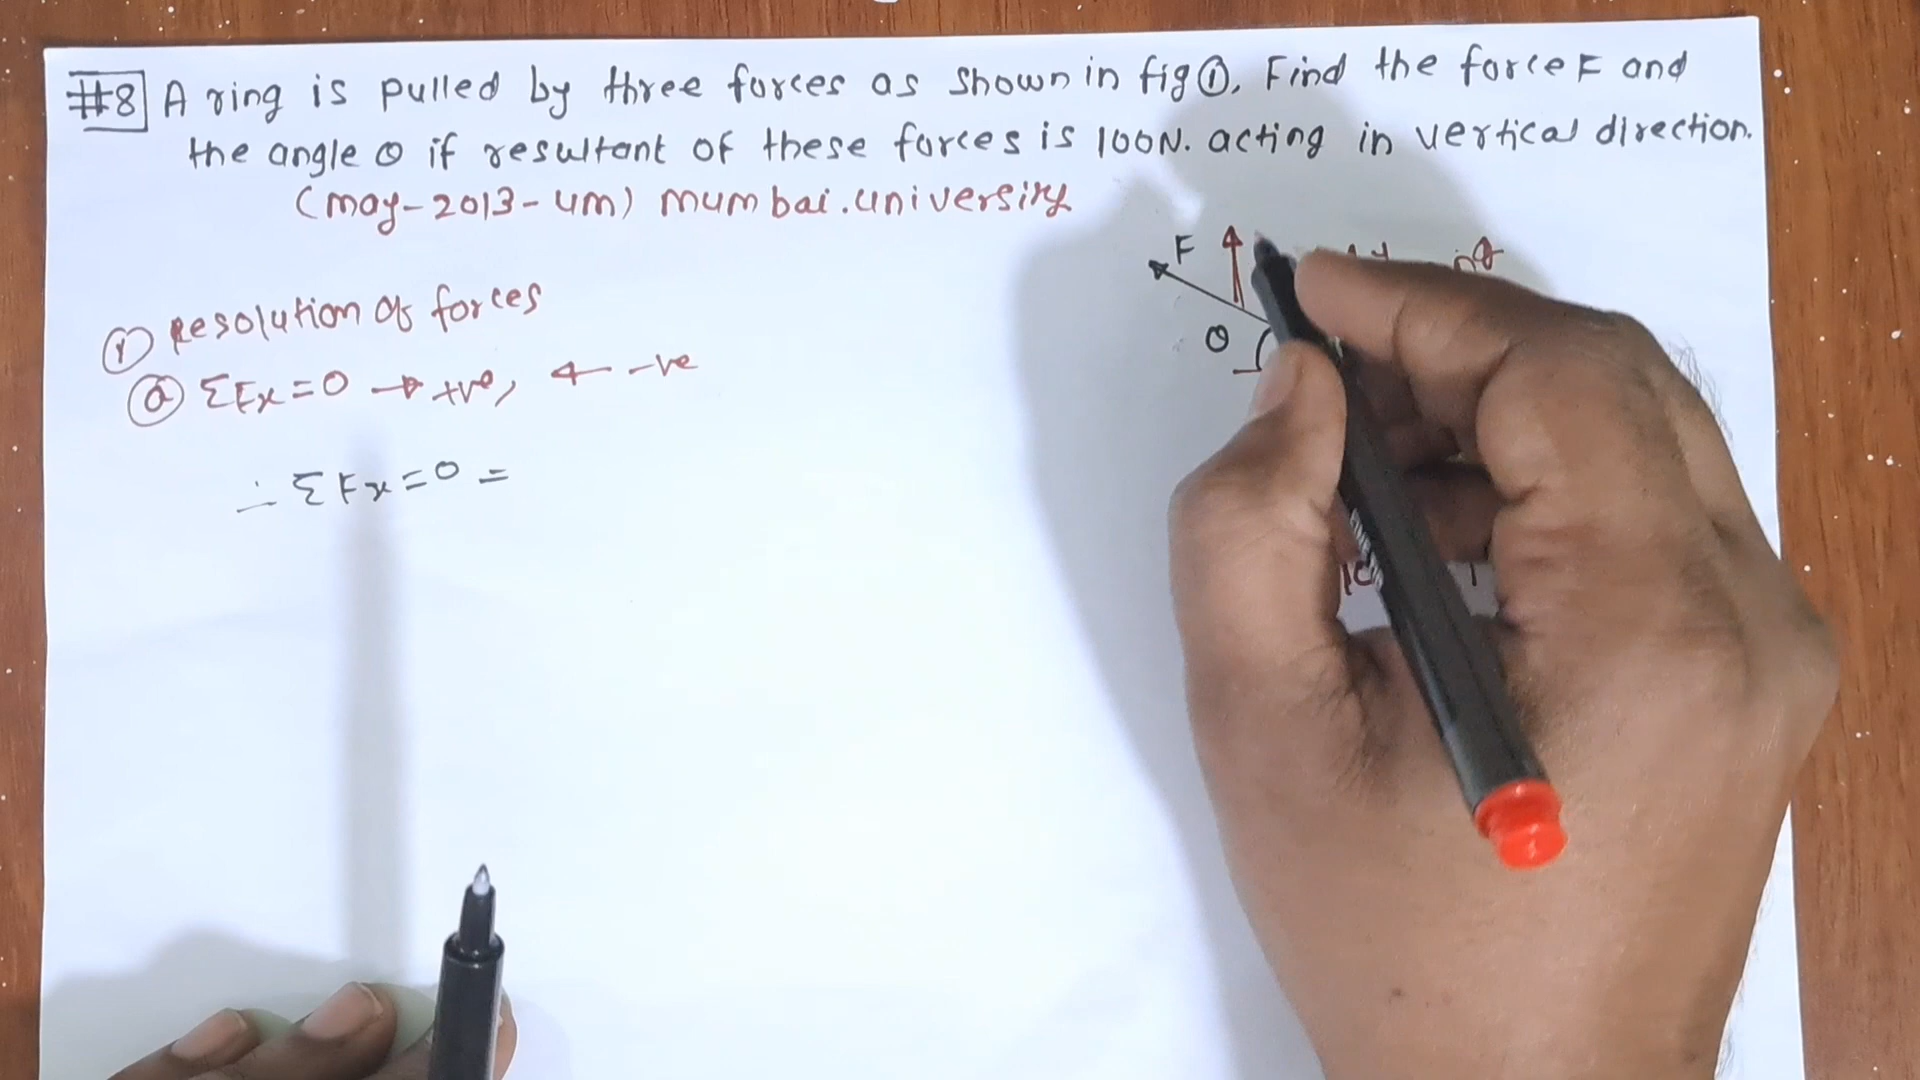 #8 A ring is pulled by three forces as shown in fig①. Find the force F and
the angle θ if resultant of these forces is 100N. acting in vertical direction.
(may-2013-4m) mumbai.university
F
θ
① Resolution of forces
ⓐ ΣFx=0 → +ve, ← -ve
∴ ΣFx=0 =